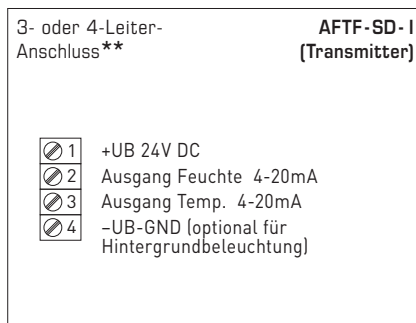 3- oder 4-Leiter-
Anschluss**
AFTF-SD-I
(Transmitter)
1 +UB 24V DC
2 Ausgang Feuchte 4-20mA
3 Ausgang Temp. 4-20mA
4 –UB-GND (optional für
Hintergrundbeleuchtung)